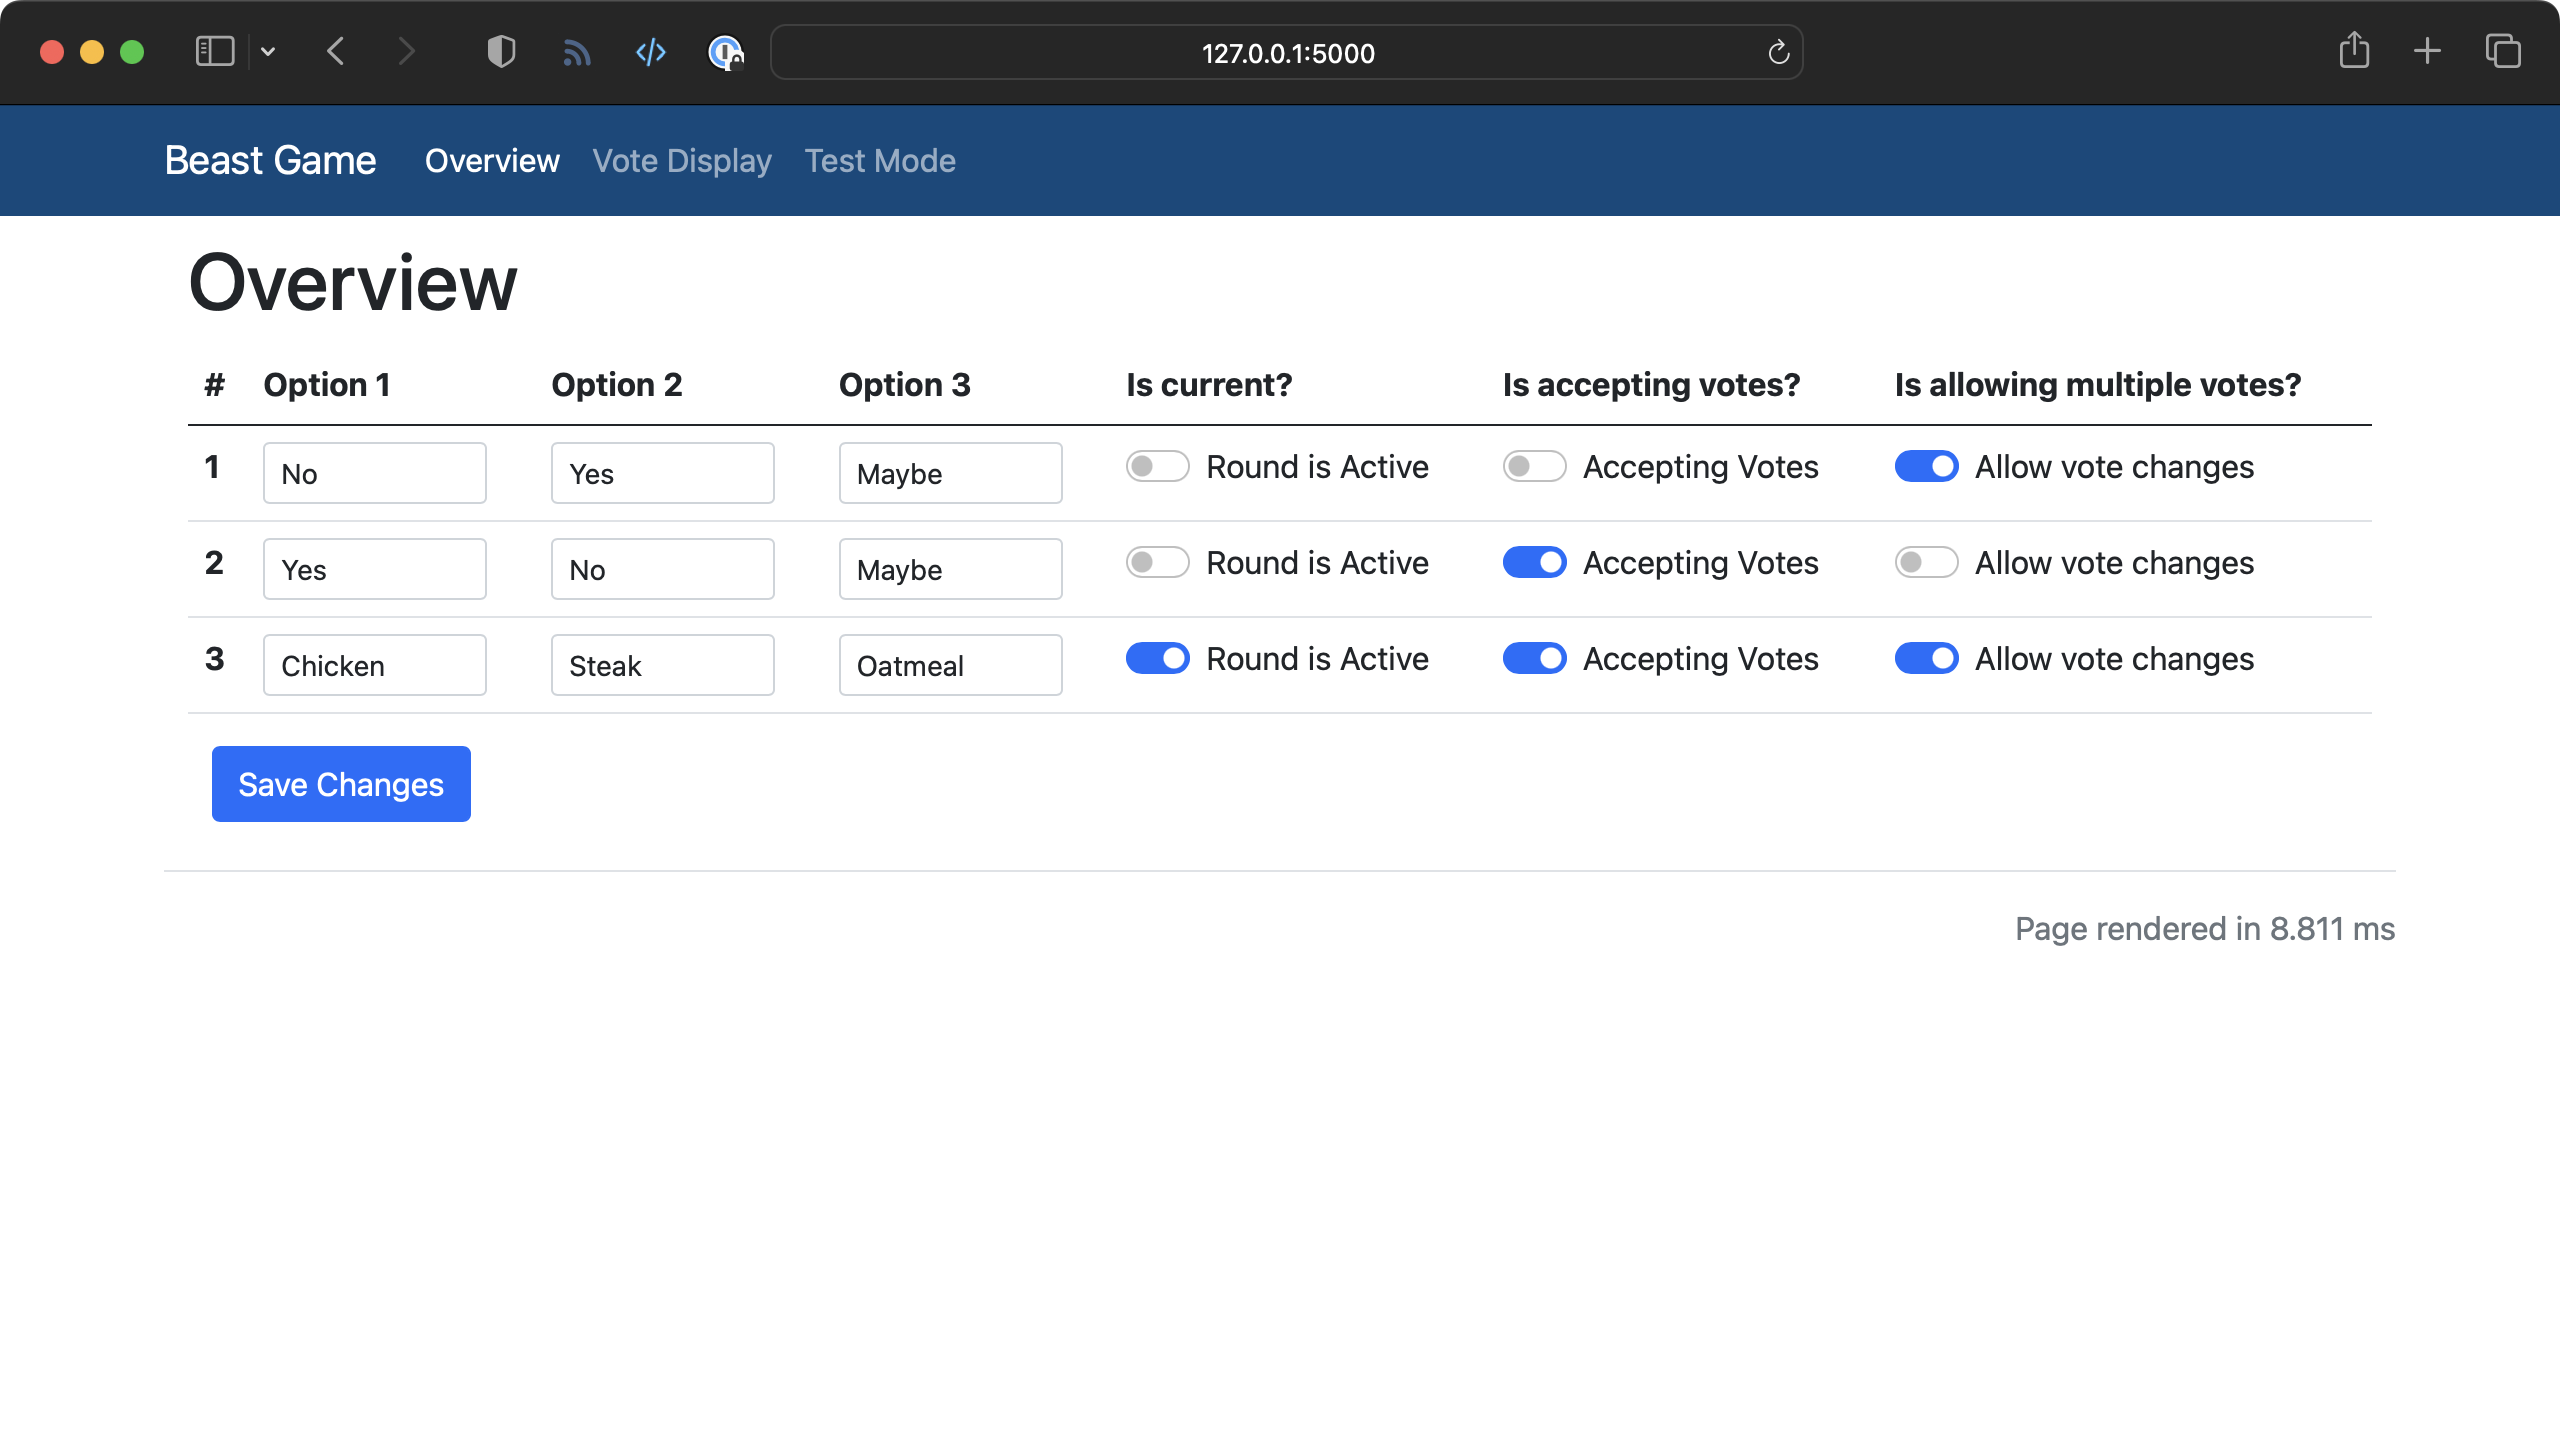 127.0.0.1:5000
Beast Game Overview Vote Display Test Mode
Overview
# Option 1 Option 2 Option 3 Is current? Is accepting votes? Is allowing multiple votes?
1 No Yes Maybe Round is Active Accepting Votes Allow vote changes
2 Yes No Maybe Round is Active Accepting Votes Allow vote changes
3 Chicken Steak Oatmeal Round is Active Accepting Votes Allow vote changes
Save Changes
Page rendered in 8.811 ms